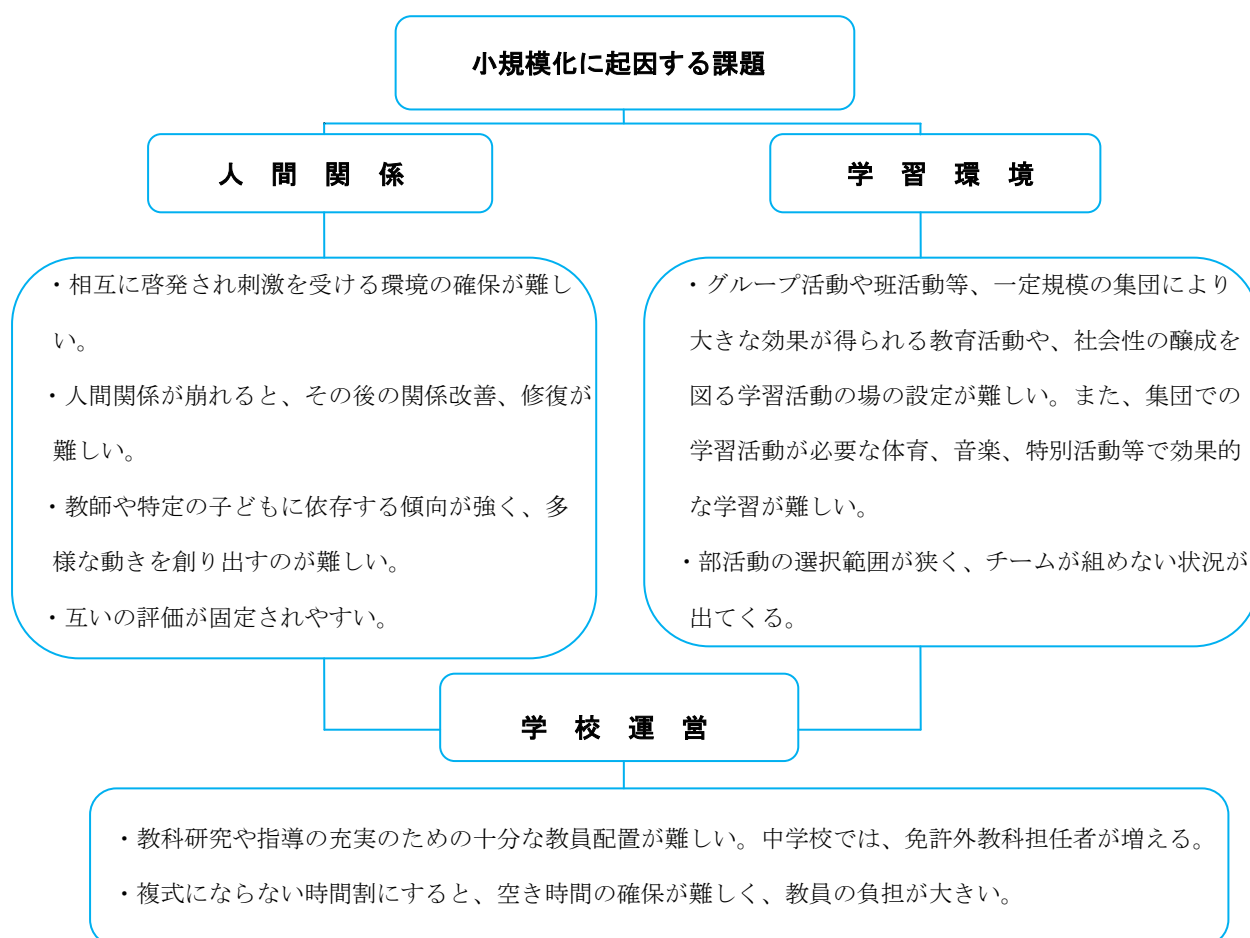 小規模化に起因する課題
人間関係
学習環境
・相互に啓発され刺激を受ける環境の確保が難し
い。
・人間関係が崩れると、その後の関係改善、修復が
難しい。
・教師や特定の子どもに依存する傾向が強く、多
様な動きを創り出すのが難しい。
・互いの評価が固定されやすい。
・グループ活動や班活動等、一定規模の集団により
大きな効果が得られる教育活動や、社会性の醸成を
図る学習活動の場の設定が難しい。また、集団での
学習活動が必要な体育、音楽、特別活動等で効果的
な学習が難しい。
・部活動の選択範囲が狭く、チームが組めない状況が
出てくる。
学校運営
・教科研究や指導の充実のための十分な教員配置が難しい。中学校では、免許外教科担任者が増える。
・複式にならない時間割にすると、空き時間の確保が難しく、教員の負担が大きい。